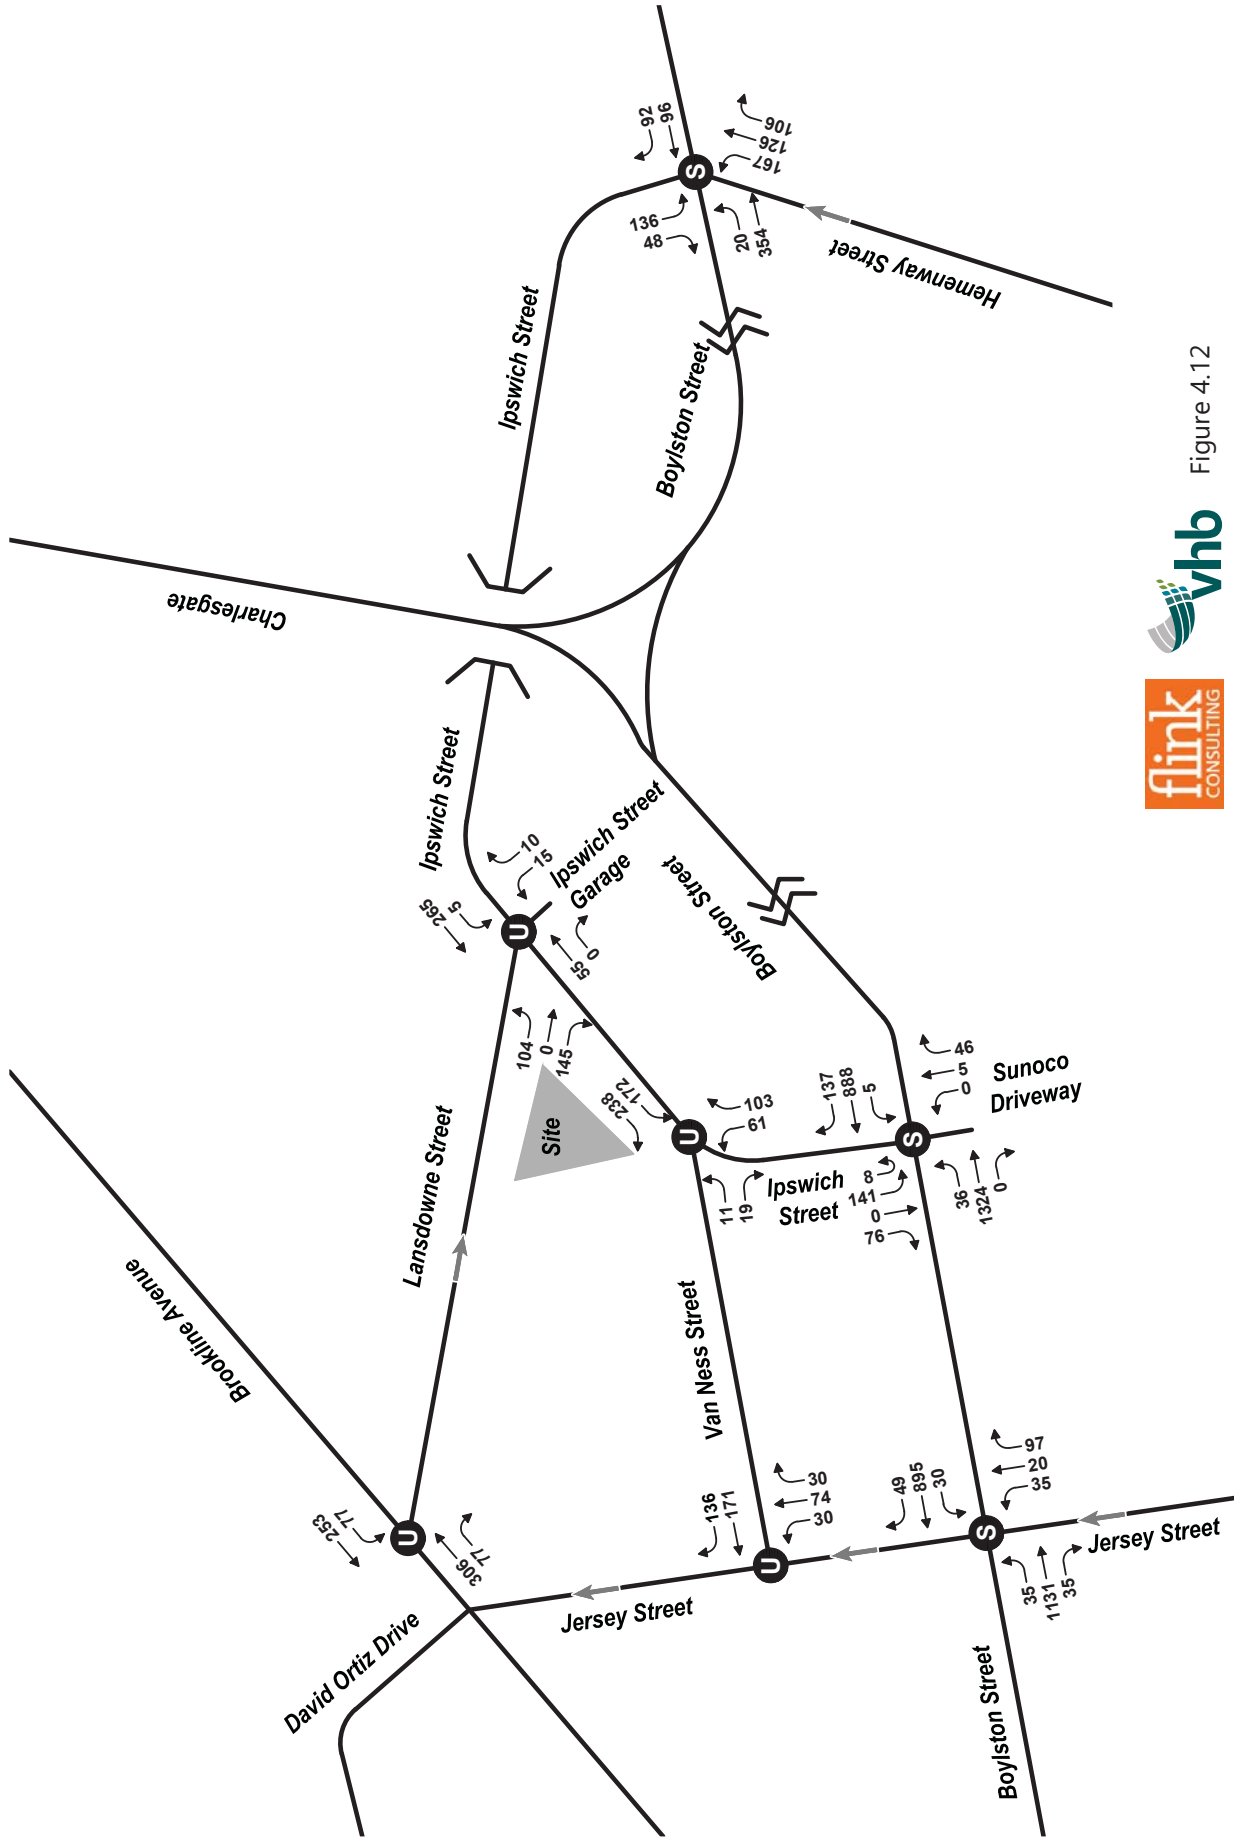 Brookline Avenue
253
77
U
306
77
David Ortiz Drive
Lansdowne Street
Jersey Street
136
171
U
30
74
30
Van Ness Street
49
895
30
S
97
20
35
35
1131
35
Jersey Street
Boylston Street
Site
104
0
145
265
5
U
10
15
55
0
Ipswich Street
Garage
Ipswich Street
238
172
U
103
61
11
19
Ipswich
Street
137
888
5
S
46
5
0
8
141
0
76
36
1324
0
Sunoco
Driveway
Boylston Street
Charlesgate
Ipswich Street
Boylston Street
92
96
S
106
126
167
136
48
20
354
Hemenway Street
flink
CONSULTING
vhb
Figure 4.12